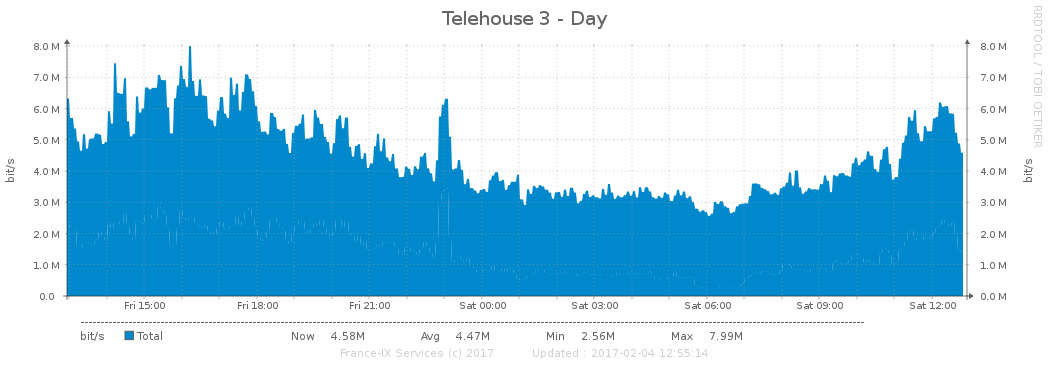 Telehouse 3 - Day
RRDTOOL / TOBI OETIKER
8.0 M 8.0 M
7.0 M 7.0 M
6.0 M 6.0 M
5.0 M 5.0 M
4.0 M 4.0 M
3.0 M 3.0 M
2.0 M 2.0 M
1.0 M 1.0 M
0.0 0.0 M
bit/s
bit/s
Fri 15:00 Fri 18:00 Fri 21:00 Sat 00:00 Sat 03:00 Sat 06:00 Sat 09:00 Sat 12:00
bit/s Total Now 4.58M Avg 4.47M Min 2.56M Max 7.99M
France-IX Services (c) 2017 Updated : 2017-02-04 12:55:14